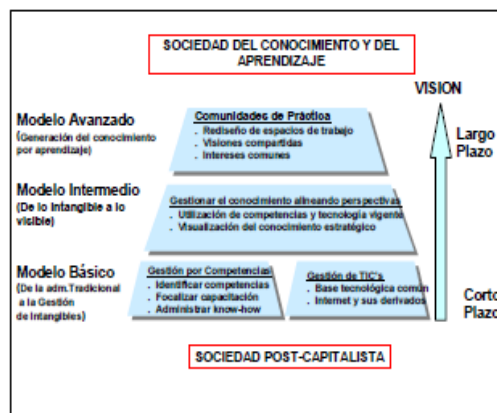 SOCIEDAD DEL CONOCIMIENTO Y DEL
APRENDIZAJE
VISION
Modelo Avanzado
(Generación del conocimiento
por aprendizaje)
Comunidades de Práctica
. Rediseño de espacios de trabajo
. Visiones compartidas
. Intereses comunes
Largo
Plazo
Modelo Intermedio
(De lo Intangible a lo
visible)
Gestionar el conocimiento alineando perspectivas
. Utilización de competencias y tecnología vigente
. Visualización del conocimiento estratégico
Modelo Básico
(De la adm.Tradicional
a la Gestión
de Intangibles)
Gestión por Competencias
. Identificar competencias
. Focalizar capacitación
. Administrar know-how
Gestión de TIC's
. Base tecnológica común
. Internet y sus derivados
Corto
Plazo
SOCIEDAD POST-CAPITALISTA